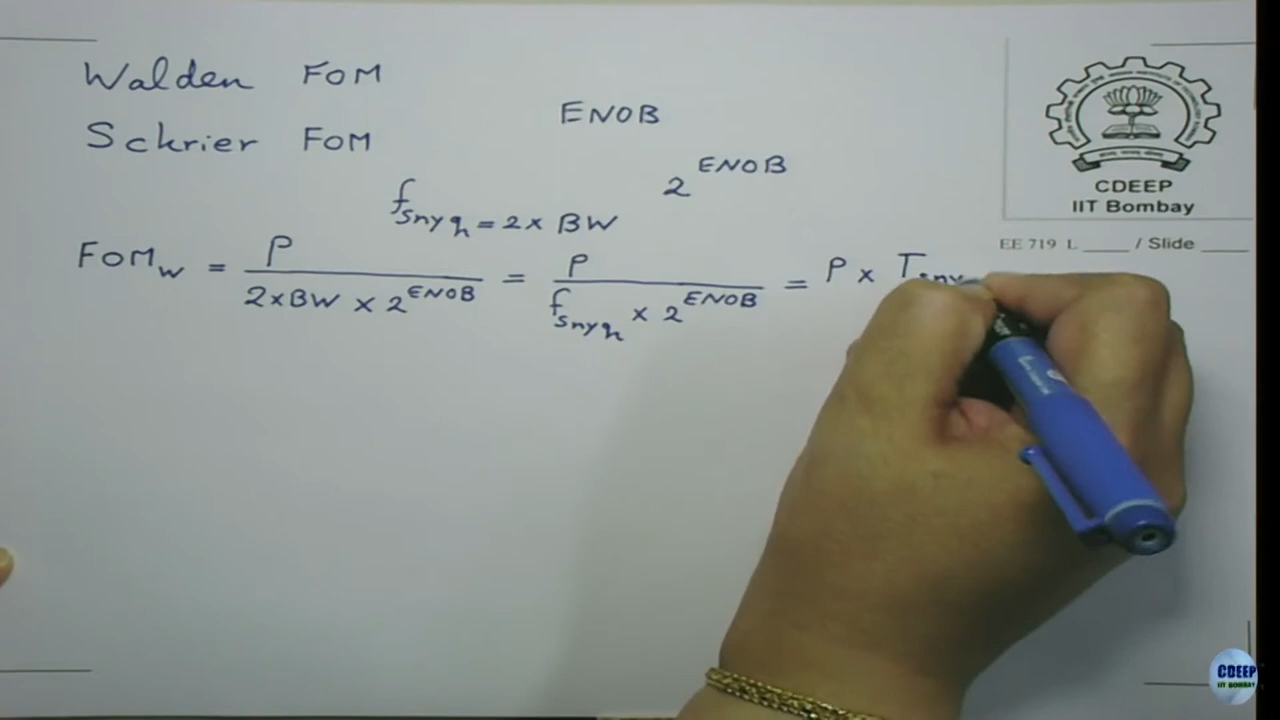 Walden FOM
ENOB
Schrier FOM
2^ENOB
f_snyq = 2 x BW
FOM_W = P / (2 x BW x 2^ENOB) = P / (f_snyq x 2^ENOB) = P x T
CDEEP
IIT Bombay
EE 719 L ____ / Slide ____
CDEEP
IIT BOMBAY